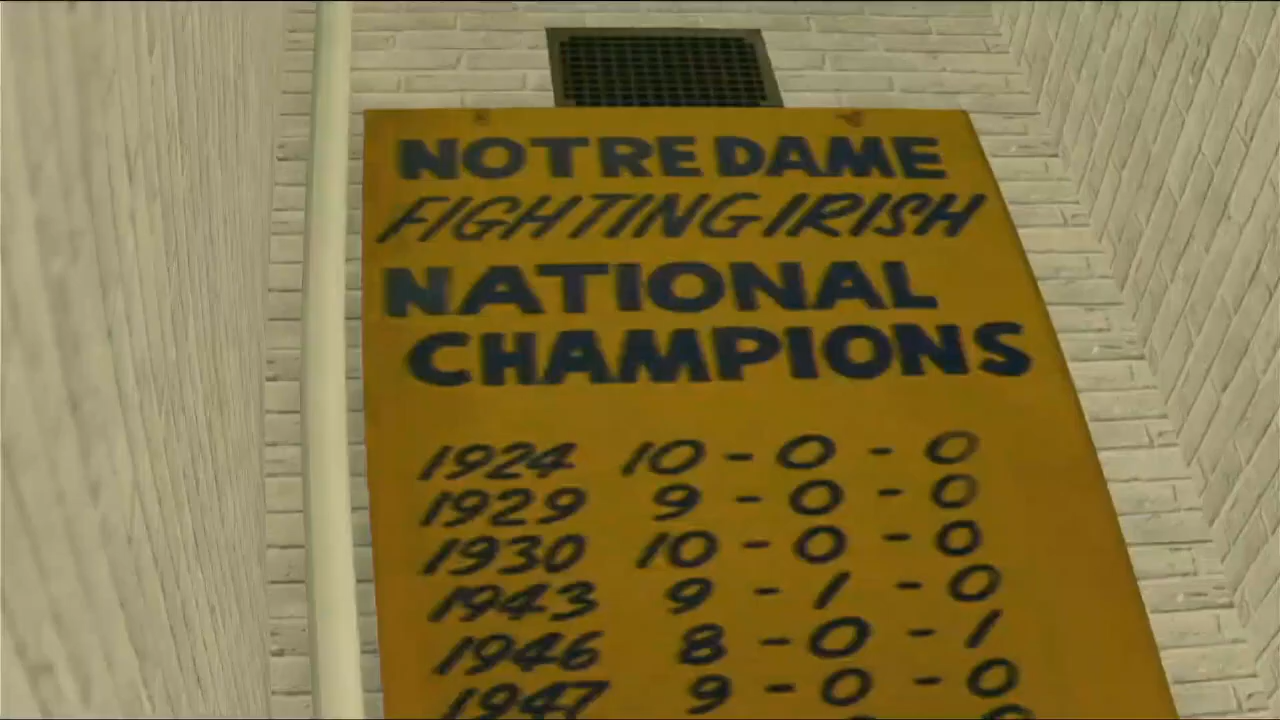 NOTRE DAME
FIGHTING IRISH
NATIONAL
CHAMPIONS
1924 10-0-0
1929 9-0-0
1930 10-0-0
1943 9-1-0
1946 8-0-1
1947 9-0-0